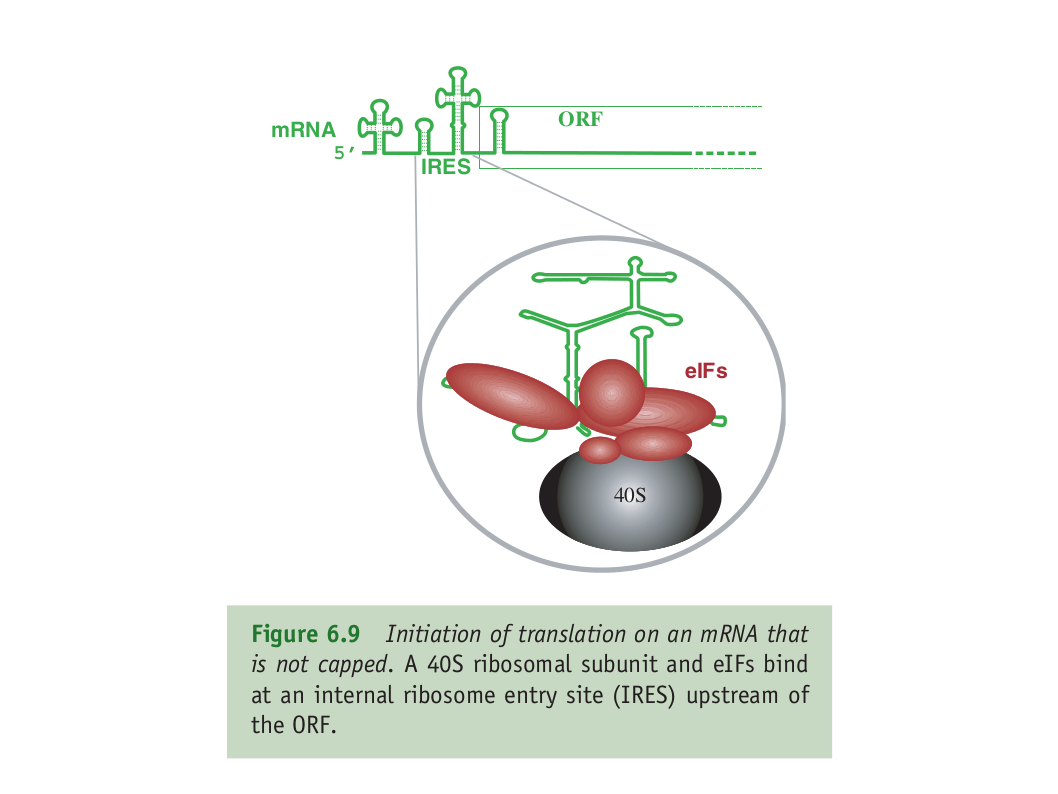 ORF
mRNA
5′
IRES
eIFs
40S
Figure 6.9 Initiation of translation on an mRNA that
is not capped. A 40S ribosomal subunit and eIFs bind
at an internal ribosome entry site (IRES) upstream of
the ORF.